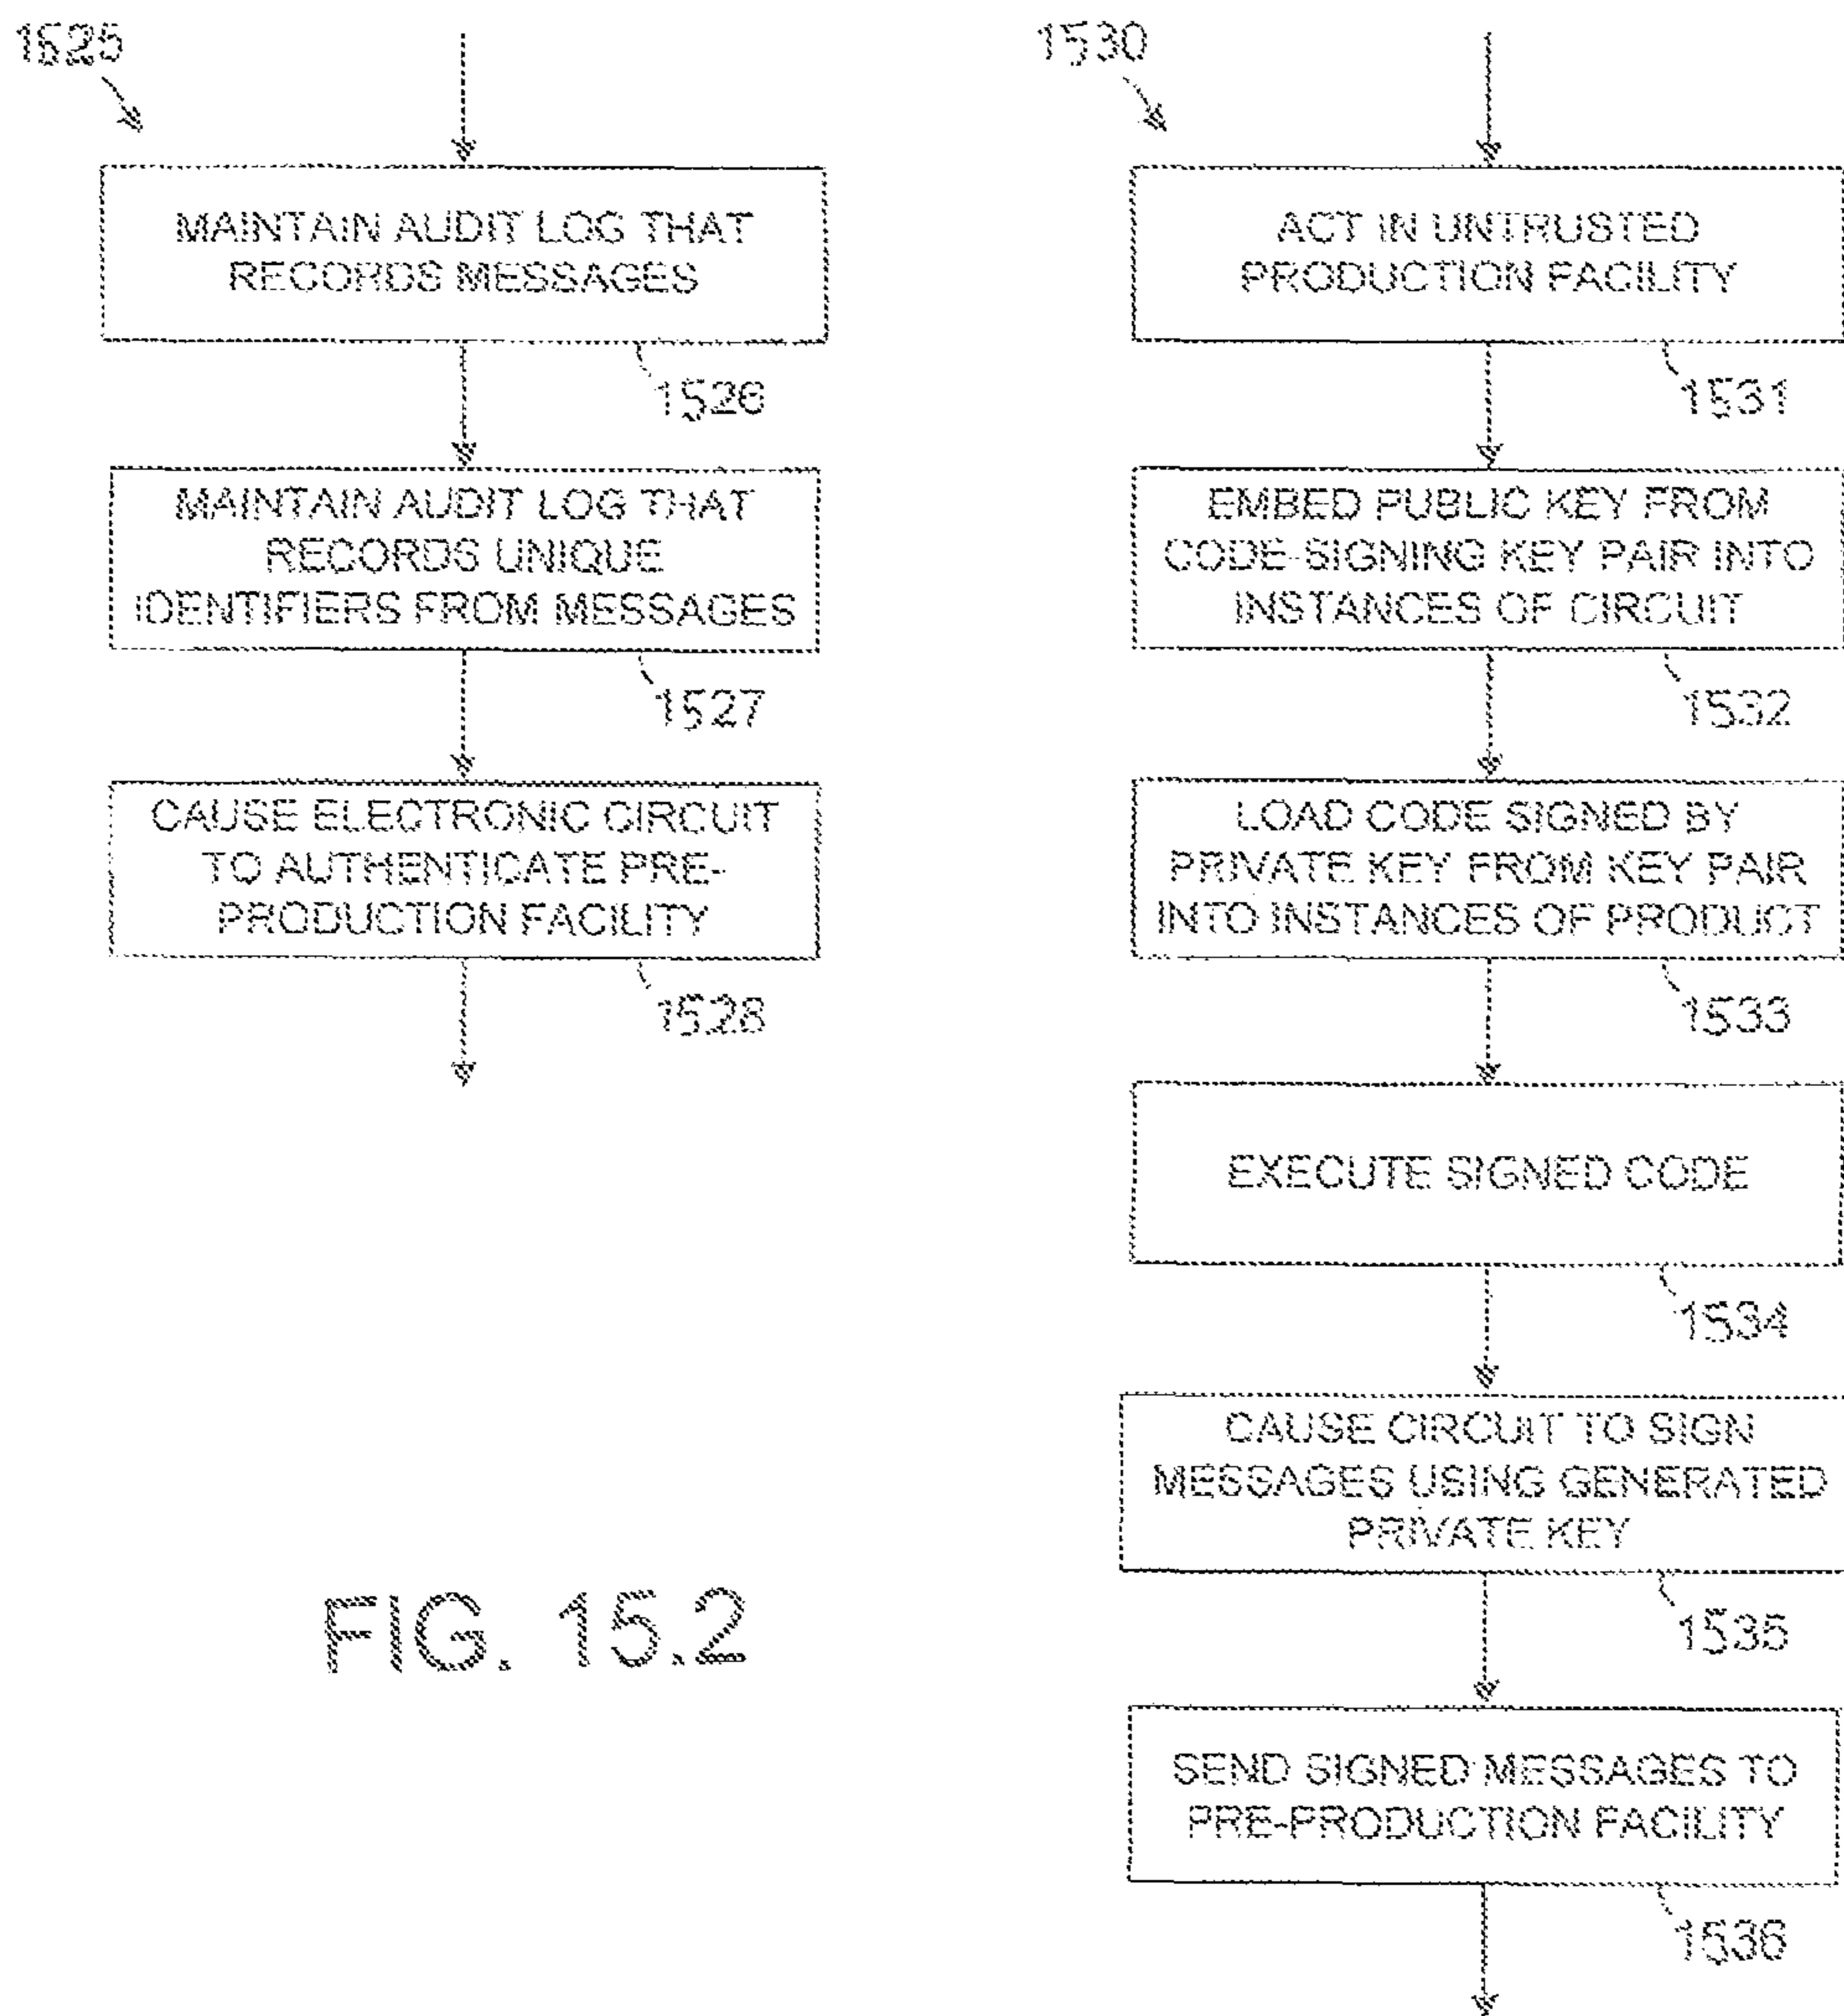 1525
MAINTAIN AUDIT LOG THAT
RECORDS MESSAGES
1526
MAINTAIN AUDIT LOG THAT
RECORDS UNIQUE
IDENTIFIERS FROM MESSAGES
1527
CAUSE ELECTRONIC CIRCUIT
TO AUTHENTICATE PRE-
PRODUCTION FACILITY
1528
1530
ACT IN UNTRUSTED
PRODUCTION FACILITY
1531
EMBED PUBLIC KEY FROM
CODE-SIGNING KEY PAIR INTO
INSTANCES OF CIRCUIT
1532
LOAD CODE SIGNED BY
PRIVATE KEY FROM KEY PAIR
INTO INSTANCES OF PRODUCT
1533
EXECUTE SIGNED CODE
1534
CAUSE CIRCUIT TO SIGN
MESSAGES USING GENERATED
PRIVATE KEY
1535
SEND SIGNED MESSAGES TO
PRE-PRODUCTION FACILITY
1536
FIG. 15.2